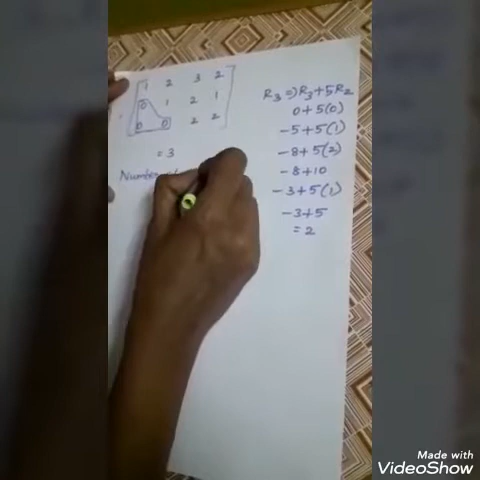 1 2 3 2
0 1 2 1
0 0 2 2
= 3
Number
R3 => R3+5R2
0+5(0)
-5+5(1)
-8+5(2)
-8+10
-3+5(1)
-3+5
= 2
Made with
VideoShow